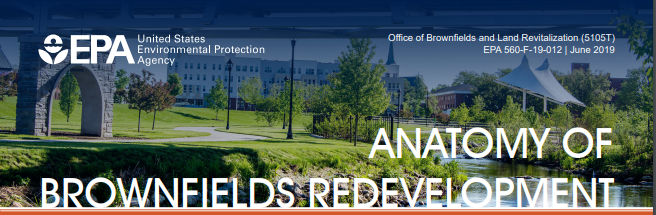 EPA
United States
Environmental Protection
Agency
Office of Brownfields and Land Revitalization (5105T)
EPA 560-F-19-012 | June 2019
ANATOMY OF
BROWNFIELDS REDEVELOPMENT